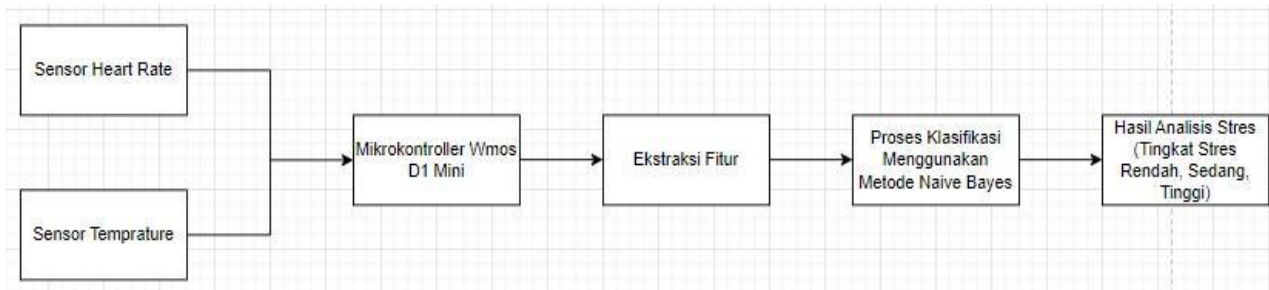 Sensor Heart Rate
Sensor Temprature
Mikrokontroller Wmos
D1 Mini
Ekstraksi Fitur
Proses Klasifikasi
Menggunakan
Metode Naive Bayes
Hasil Analisis Stres
(Tingkat Stres
Rendah, Sedang,
Tinggi)